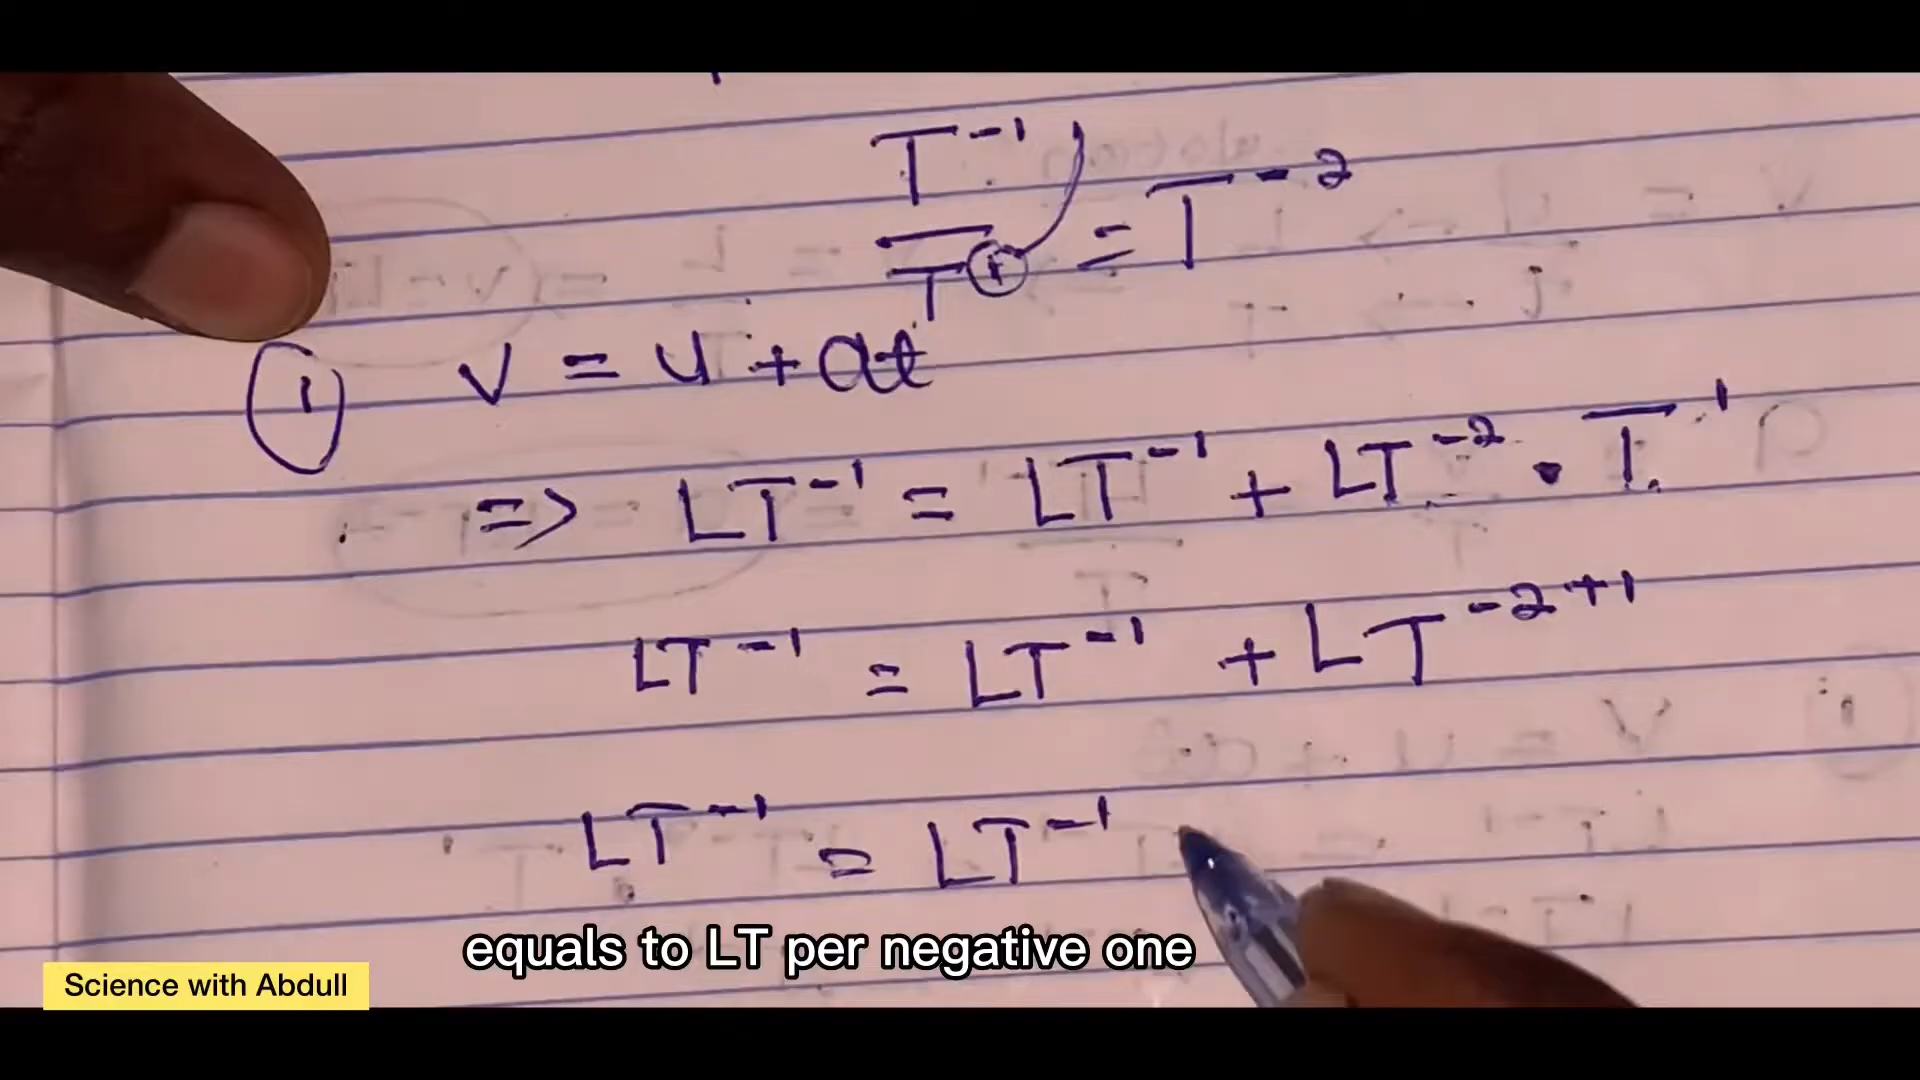 T⁻¹
T¹ = T⁻²
① V = u + at
=> LT⁻¹ = LT⁻¹ + LT⁻² · T¹
LT⁻¹ = LT⁻¹ + LT⁻²⁺¹
LT⁻¹ = LT⁻¹
equals to LT per negative one
Science with Abdull